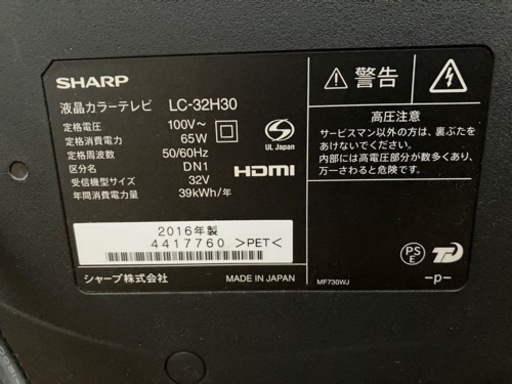 SHARP
液晶カラーテレビ LC-32H30
定格電圧 100V～
定格消費電力 65W
定格周波数 50/60Hz
区分名 DN1
受信機型サイズ 32V
年間消費電力量 39kWh/年
UL Japan
HDMI
2016年製
4417760 >PET<
シャープ株式会社 MADE IN JAPAN
警告
高圧注意
サービスマン以外の方は、裏ぶたを
あけないでください。
内部には高電圧部分が数多くあり、
万一さわると危険です。
PSE
MF730WJ
-p-